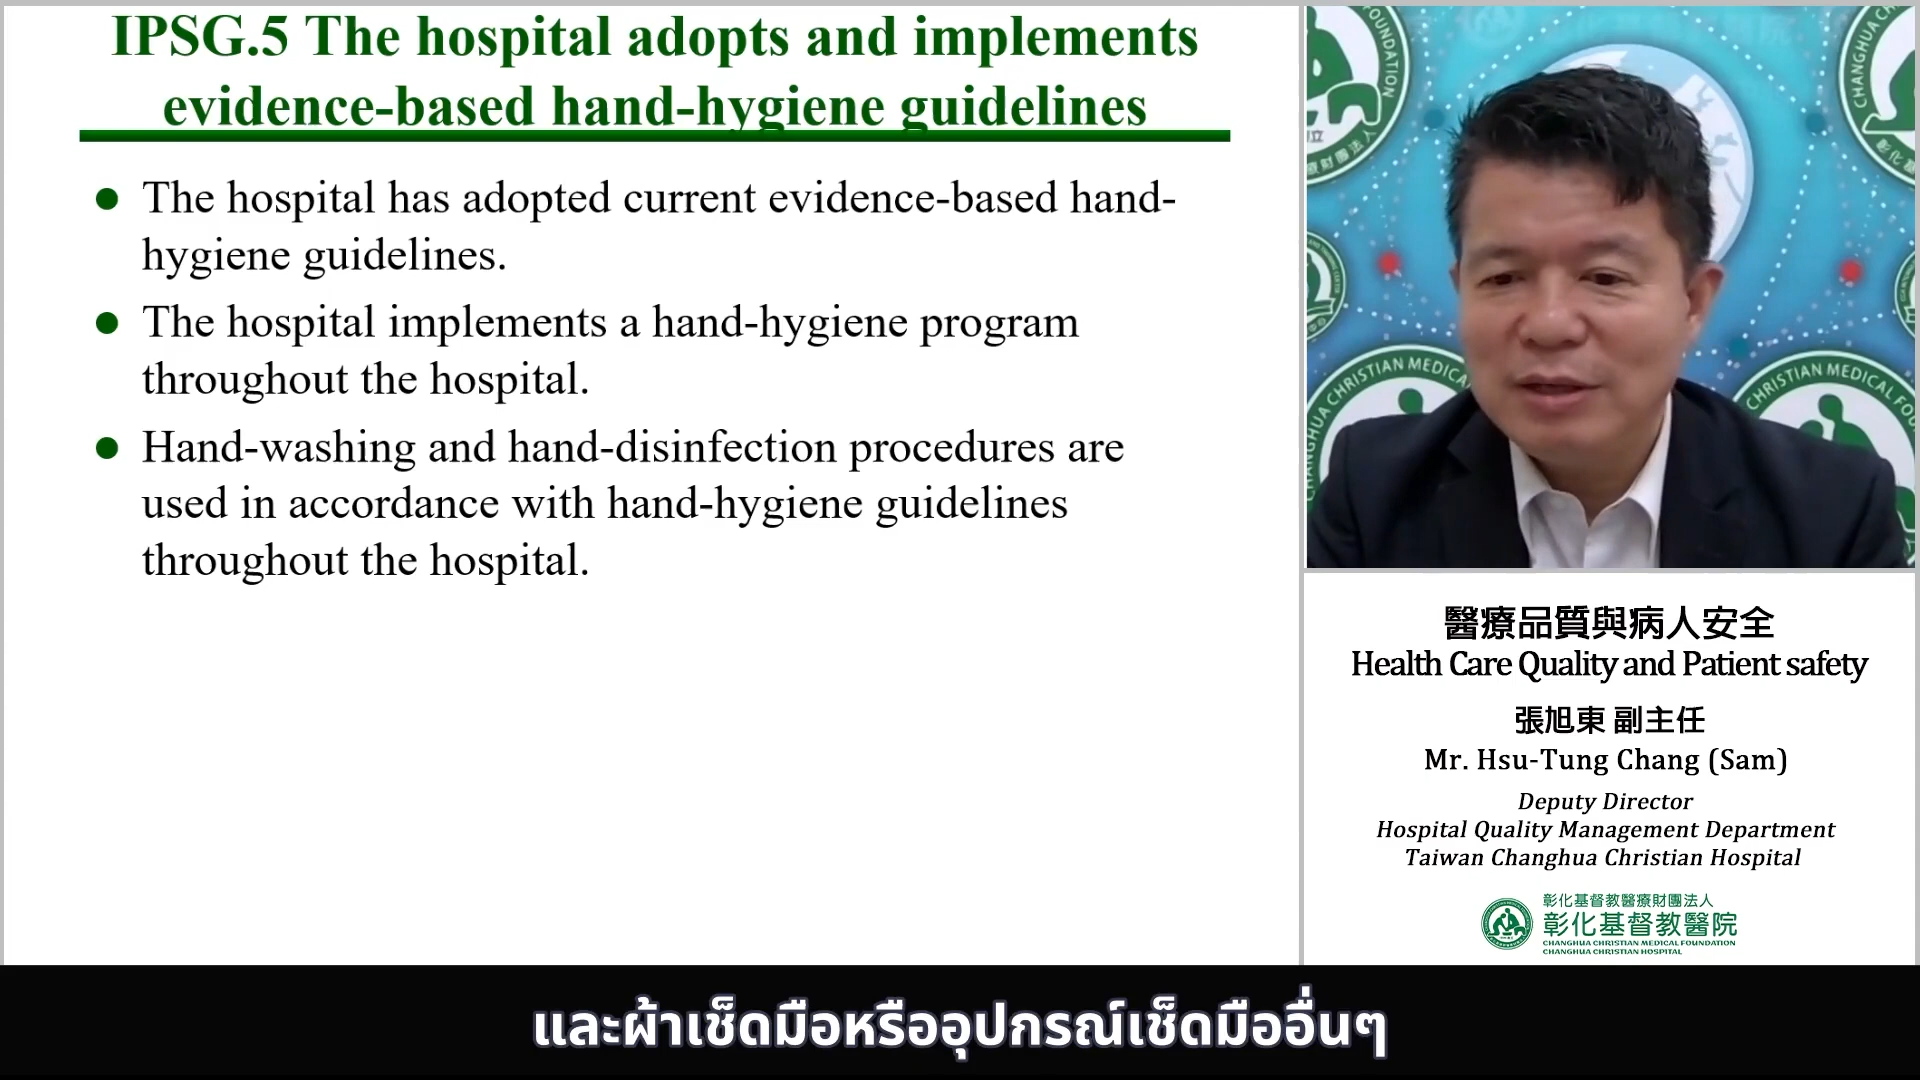 IPSG.5 The hospital adopts and implements
evidence-based hand-hygiene guidelines
● The hospital has adopted current evidence-based hand-
hygiene guidelines.
● The hospital implements a hand-hygiene program
throughout the hospital.
● Hand-washing and hand-disinfection procedures are
used in accordance with hand-hygiene guidelines
throughout the hospital.
FOUNDATION
CHANGHUA CHRISTIAN MEDICAL
CHRISTIAN MEDICAL
醫療品質與病人安全
Health Care Quality and Patient safety
張旭東 副主任
Mr. Hsu-Tung Chang (Sam)
Deputy Director
Hospital Quality Management Department
Taiwan Changhua Christian Hospital
彰化基督教醫療財團法人
彰化基督教醫院
CHANGHUA CHRISTIAN MEDICAL FOUNDATION
CHANGHUA CHRISTIAN HOSPITAL
และผ้าเช็ดมือหรืออุปกรณ์เช็ดมืออื่นๆ